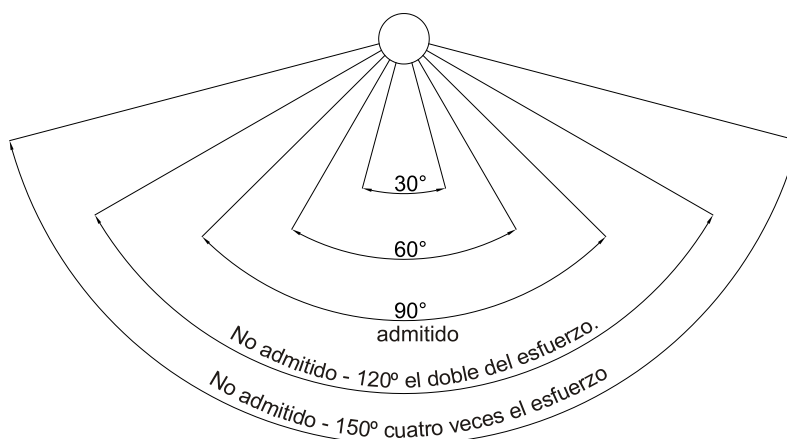 30°
60°
90°
admitido
No admitido - 120º el doble del esfuerzo.
No admitido - 150º cuatro veces el esfuerzo